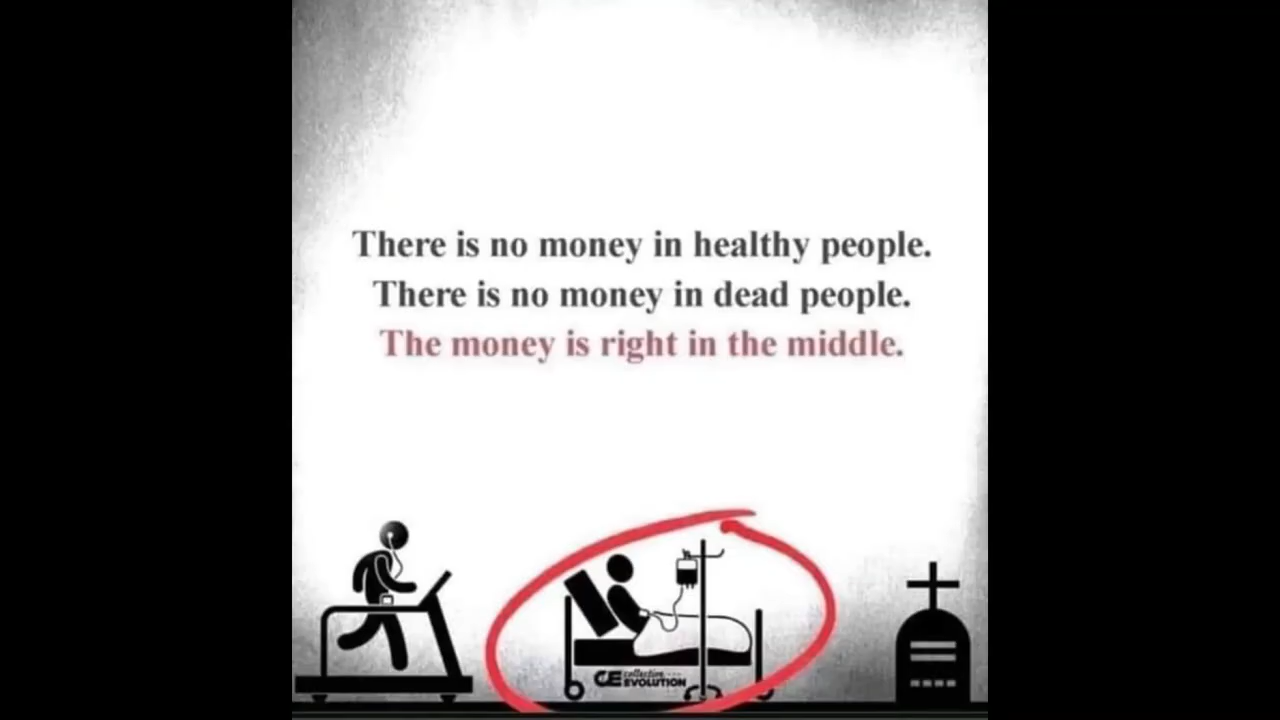 There is no money in healthy people.
There is no money in dead people.
The money is right in the middle.
CE collective
EVOLUTION